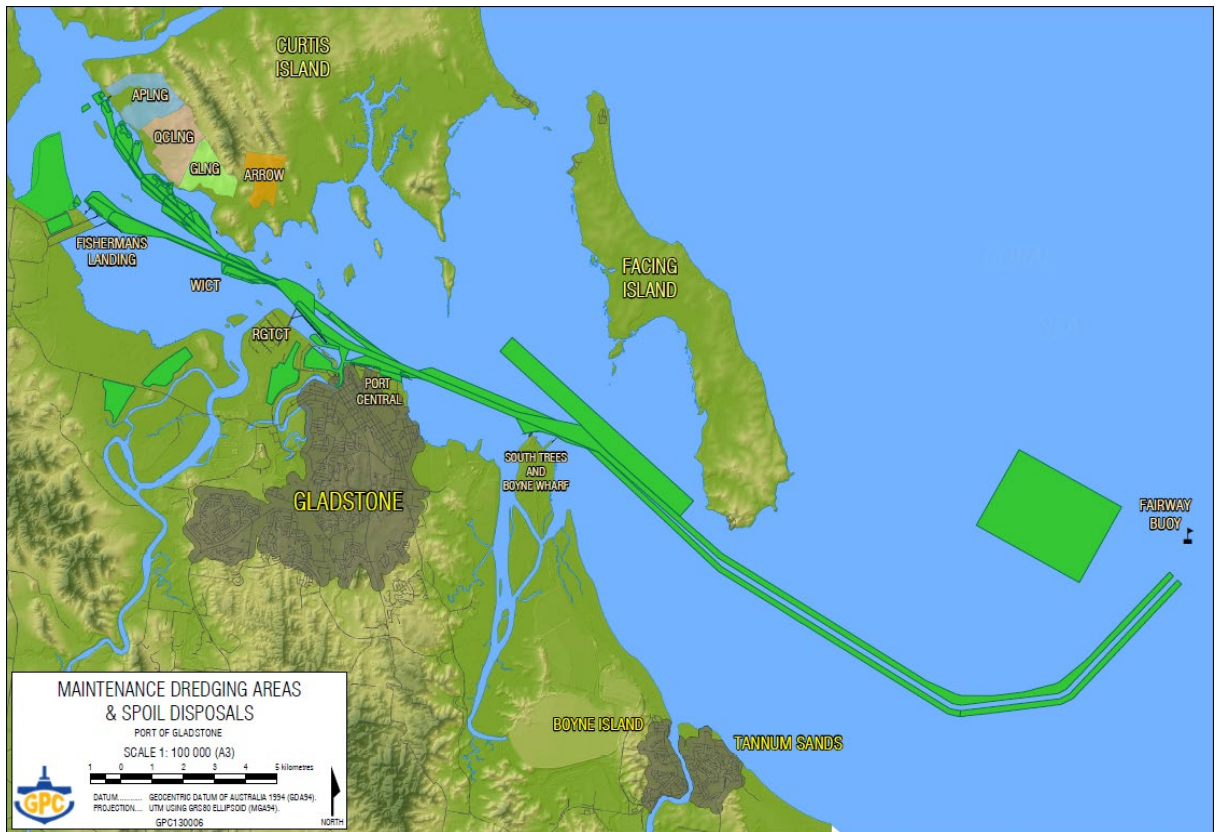 CURTIS
ISLAND
APLNG
QCLNG
GLNG
ARROW
FISHERMANS
LANDING
WICT
FACING
ISLAND
CORAL
SEA
RGTCT
PORT
CENTRAL
SOUTH TREES
AND
BOYNE WHARF
GLADSTONE
FAIRWAY
BUOY
BOYNE ISLAND
TANNUM SANDS
MAINTENANCE DREDGING AREAS
& SPOIL DISPOSALS
PORT OF GLADSTONE
SCALE 1: 100 000 (A3)
1 0 1 2 3 4 5 kilometres
DATUM............ GEOCENTRIC DATUM OF AUSTRALIA 1994 (GDA94).
PROJECTION.... UTM USING GRS80 ELLIPSOID (MGA94).
GPC130006
GPC
NORTH